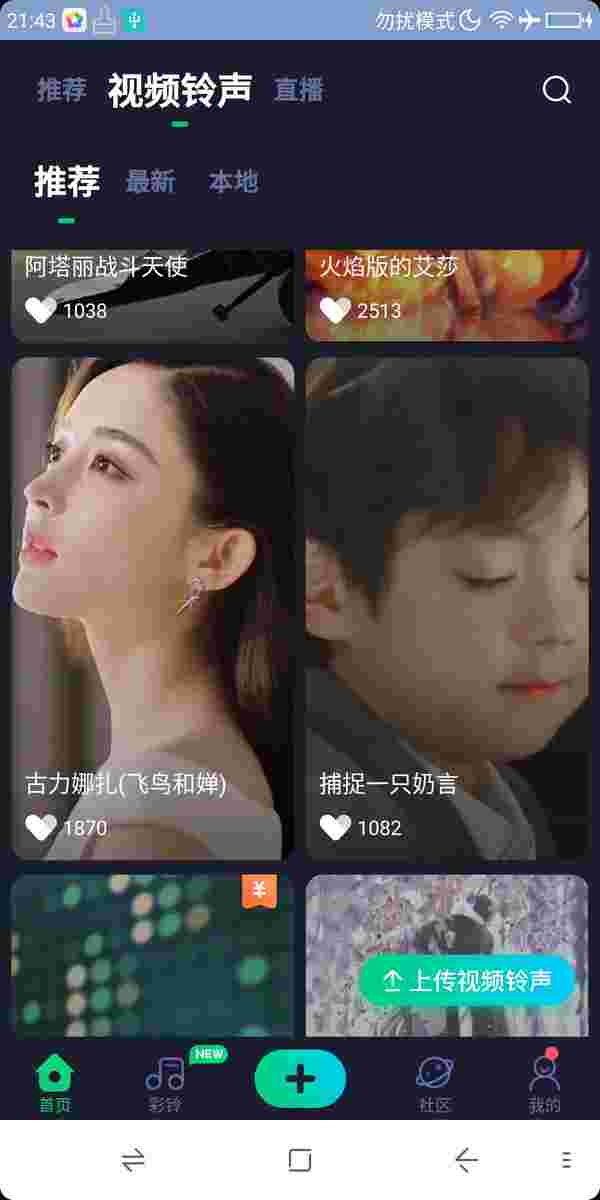 21:43 勿扰模式
推荐 视频铃声 直播
推荐 最新 本地
阿塔丽战斗天使 火焰版的艾莎
1038 2513
古力娜扎(飞鸟和婵) 捕捉一只奶言
1870 1082
¥
上传视频铃声
NEW
首页 彩铃 社区 我的